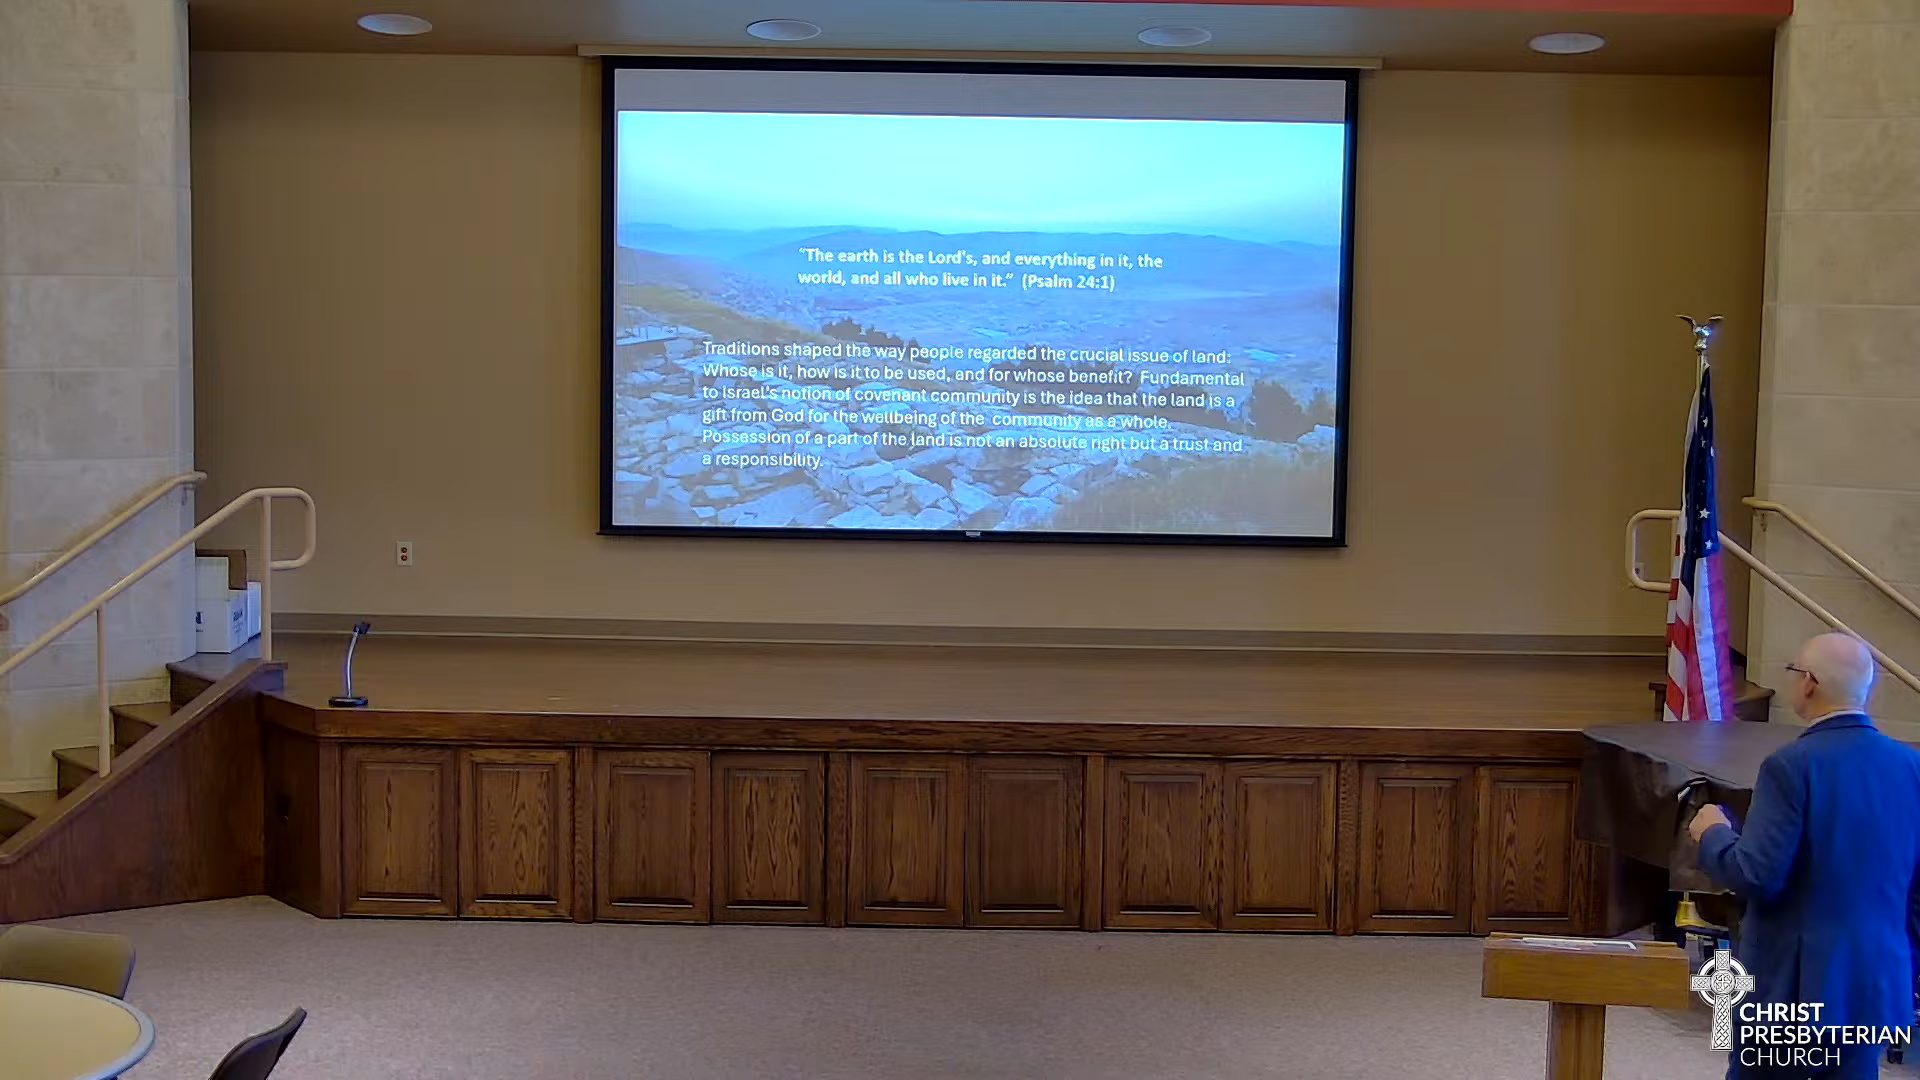 “The earth is the Lord's, and everything in it, the
world, and all who live in it.” (Psalm 24:1)
Traditions shaped the way people regarded the crucial issue of land:
Whose is it, how is it to be used, and for whose benefit? Fundamental
to Israel's notion of covenant community is the idea that the land is a
gift from God for the wellbeing of the community as a whole.
Possession of a part of the land is not an absolute right but a trust and
a responsibility.
CHRIST
PRESBYTERIAN
CHURCH